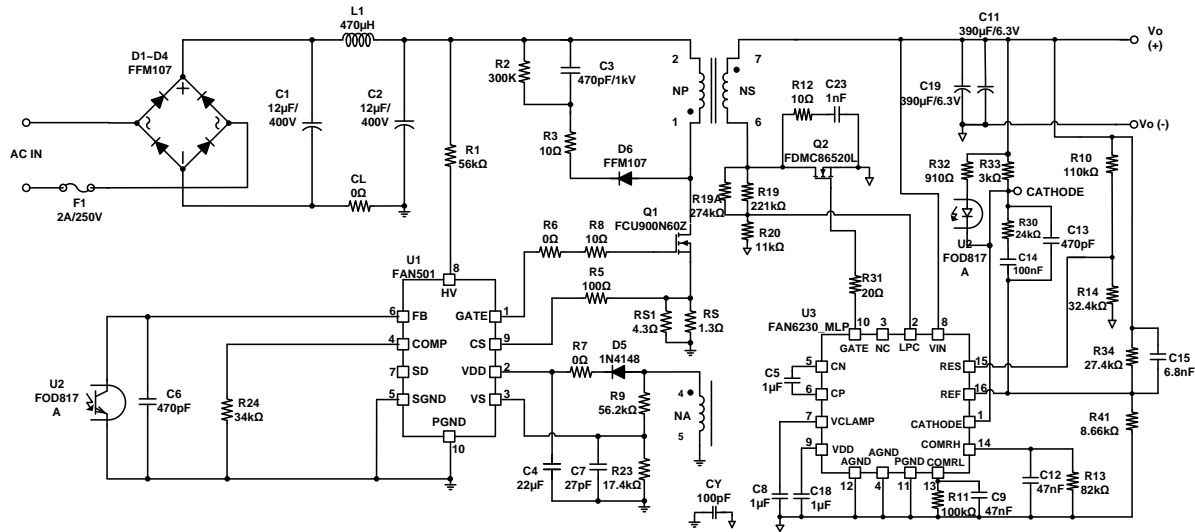 L1
470μH
D1~D4
FFM107
C1
12μF/
400V
C2
12μF/
400V
R2
300K
C3
470pF/1kV
R3
10Ω
D6
FFM107
R1
56kΩ
AC IN
F1
2A/250V
CL
0Ω
2
NP
1
NS
7
6
R12
10Ω
C23
1nF
Q2
FDMC86520L
C11
390μF/6.3V
C19
390μF/6.3V
Vo
(+)
Vo (-)
R19A
274kΩ
R19
221kΩ
R20
11kΩ
R31
20Ω
R32
910Ω
R33
3kΩ
CATHODE
R30
24kΩ
C13
470pF
C14
100nF
U2
FOD817
A
R10
110kΩ
R14
32.4kΩ
R34
27.4kΩ
C15
6.8nF
R41
8.66kΩ
Q1
FCU900N60Z
R6
0Ω
R8
10Ω
R5
100Ω
RS1
4.3Ω
RS
1.3Ω
U1
FAN501
8
HV
6
FB
GATE
1
4
COMP
CS
9
7
SD
VDD
2
5
SGND
VS
3
PGND
10
R7
0Ω
D5
1N4148
R9
56.2kΩ
4
NA
5
U2
FOD817
A
C6
470pF
R24
34kΩ
C4
22μF
C7
27pF
R23
17.4kΩ
CY
100pF
U3
FAN6230_MLP
10
3
2
8
GATE
NC
LPC
VIN
5
CN
RES
15
C5
1μF
6
CP
REF
16
7
VCLAMP
CATHODE
1
9
VDD
COMRH
14
AGND
AGND
PGND
COMRL
12
4
11
13
C8
1μF
C18
1μF
R11
100kΩ
C9
47nF
C12
47nF
R13
82kΩ